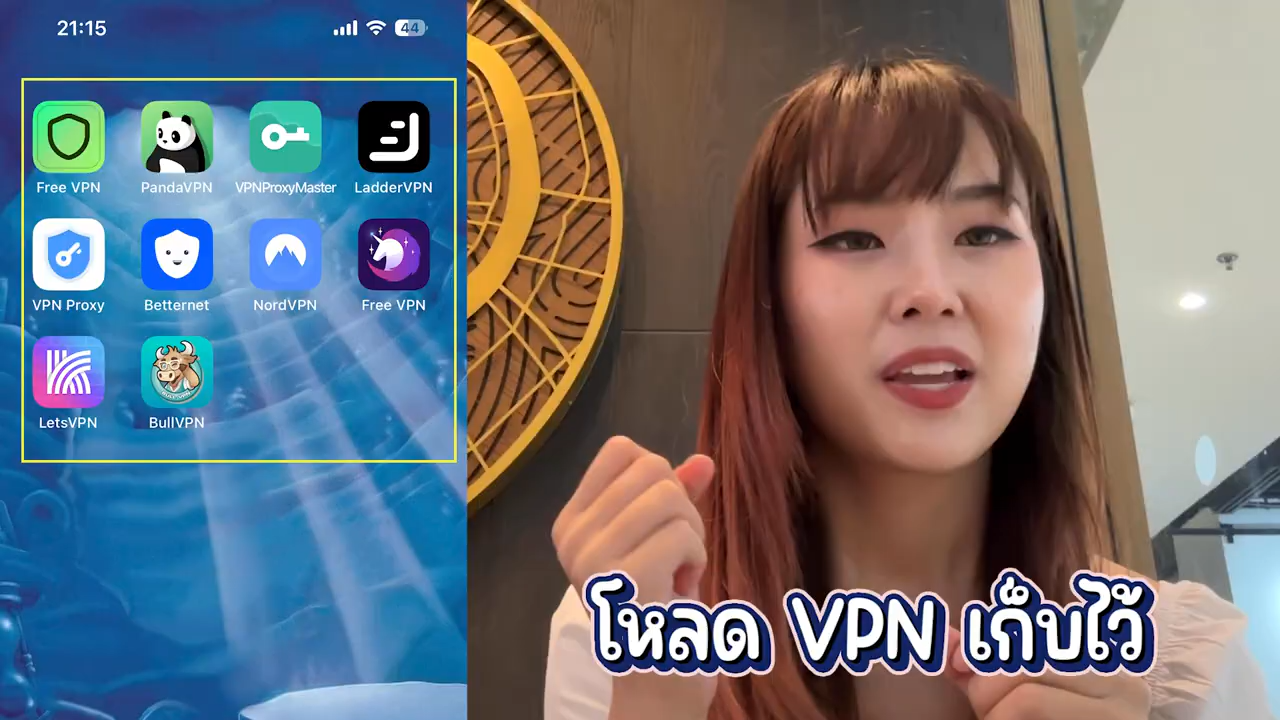 21:15
44
Free VPN
PandaVPN
VPNProxyMaster
LadderVPN
VPN Proxy
Betternet
NordVPN
Free VPN
LetsVPN
BullVPN
โหลด VPN เก็บไว้